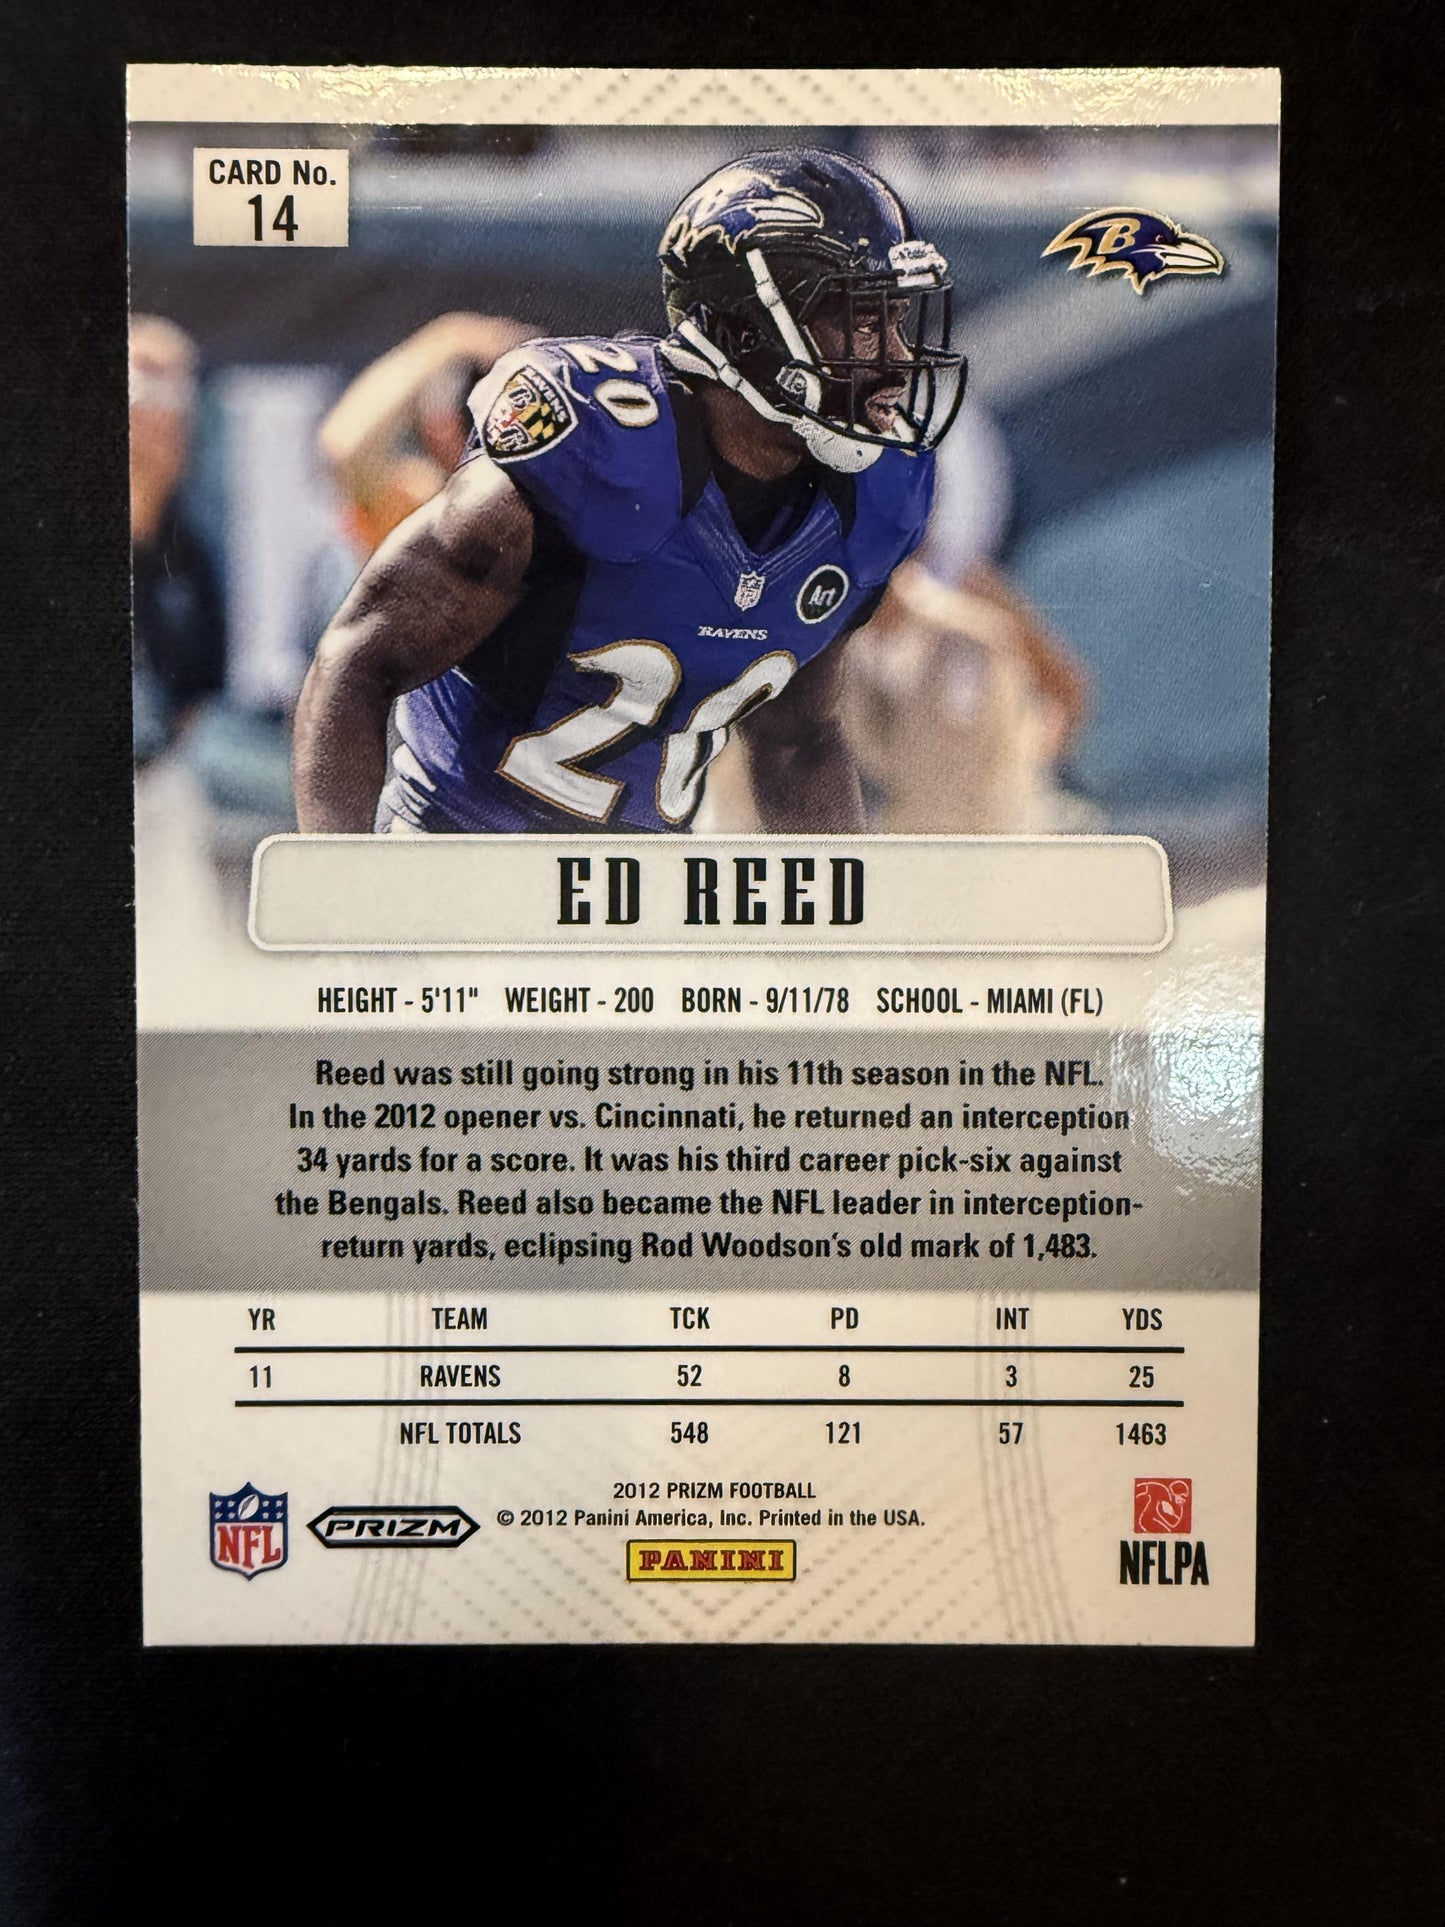 CARD No.
14
B
B
20
RAVENS
Art
RAVENS
20
ED REED
HEIGHT - 5'11" WEIGHT - 200 BORN - 9/11/78 SCHOOL - MIAMI (FL)
Reed was still going strong in his 11th season in the NFL.
In the 2012 opener vs. Cincinnati, he returned an interception
34 yards for a score. It was his third career pick-six against
the Bengals. Reed also became the NFL leader in interception-
return yards, eclipsing Rod Woodson's old mark of 1,483.
YR TEAM TCK PD INT YDS
11 RAVENS 52 8 3 25
NFL TOTALS 548 121 57 1463
2012 PRIZM FOOTBALL
© 2012 Panini America, Inc. Printed in the USA.
NFL
PRIZM
PANINI
NFLPA